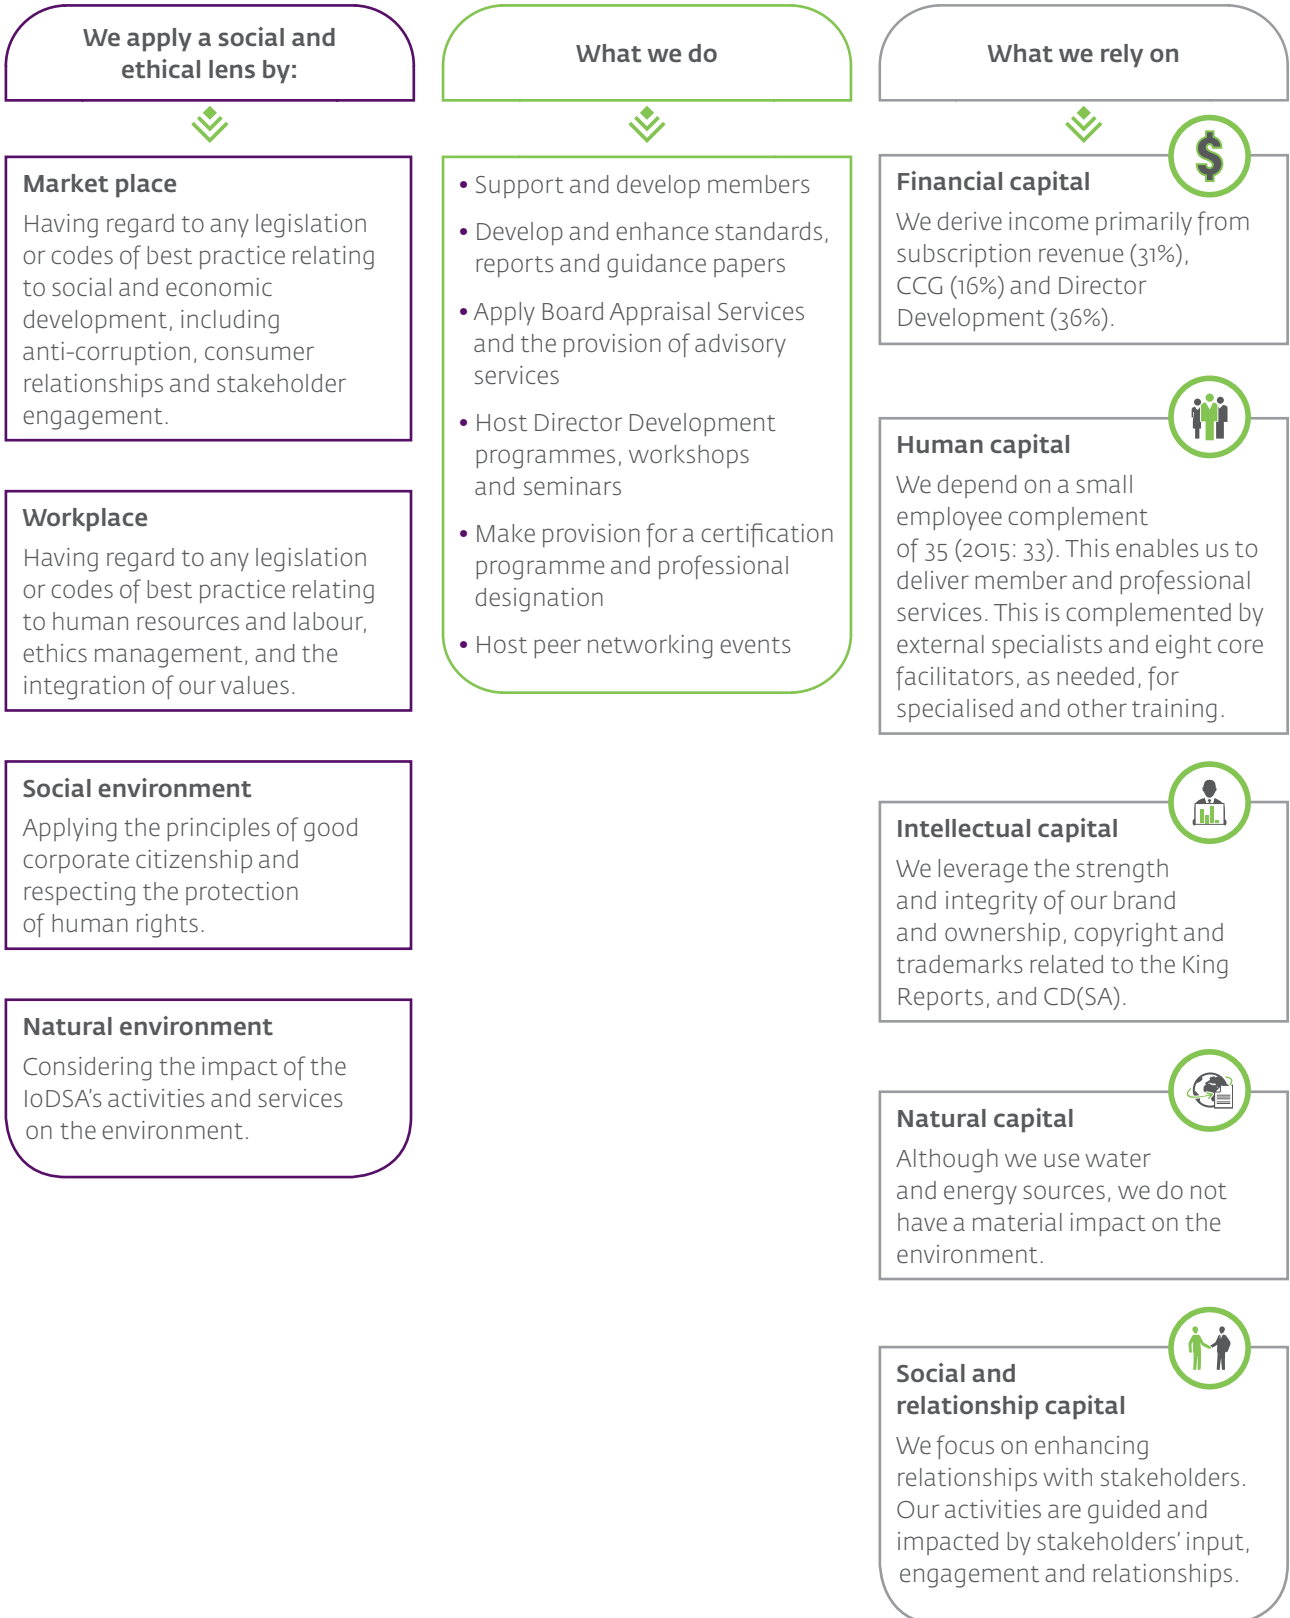 We apply a social and
ethical lens by:
Market place
Having regard to any legislation
or codes of best practice relating
to social and economic
development, including
anti-corruption, consumer
relationships and stakeholder
engagement.
Workplace
Having regard to any legislation
or codes of best practice relating
to human resources and labour,
ethics management, and the
integration of our values.
Social environment
Applying the principles of good
corporate citizenship and
respecting the protection
of human rights.
Natural environment
Considering the impact of the
IoDSA's activities and services
on the environment.
What we do
• Support and develop members
• Develop and enhance standards,
reports and guidance papers
• Apply Board Appraisal Services
and the provision of advisory
services
• Host Director Development
programmes, workshops
and seminars
• Make provision for a certification
programme and professional
designation
• Host peer networking events
What we rely on
$
Financial capital
We derive income primarily from
subscription revenue (31%),
CCG (16%) and Director
Development (36%).
Human capital
We depend on a small
employee complement
of 35 (2015: 33). This enables us to
deliver member and professional
services. This is complemented by
external specialists and eight core
facilitators, as needed, for
specialised and other training.
Intellectual capital
We leverage the strength
and integrity of our brand
and ownership, copyright and
trademarks related to the King
Reports, and CD(SA).
Natural capital
Although we use water
and energy sources, we do not
have a material impact on the
environment.
Social and
relationship capital
We focus on enhancing
relationships with stakeholders.
Our activities are guided and
impacted by stakeholders' input,
engagement and relationships.